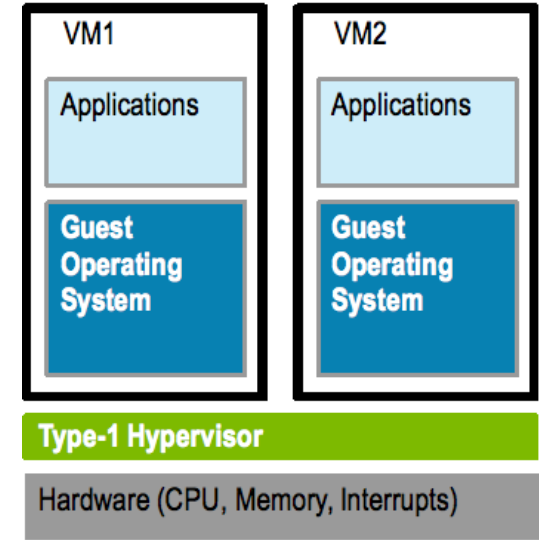 VM1
Applications
Guest
Operating
System
VM2
Applications
Guest
Operating
System
Type-1 Hypervisor
Hardware (CPU, Memory, Interrupts)